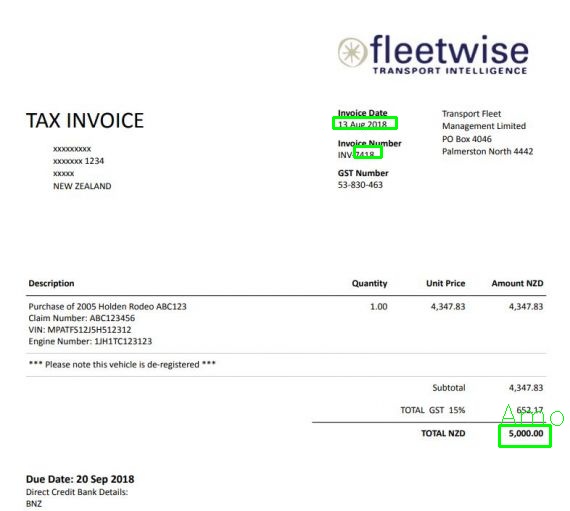 fleetwise
TRANSPORT INTELLIGENCE
TAX INVOICE
xxxxxxxxx
xxxxxxx 1234
xxxxx
NEW ZEALAND
Invoice Date
13 Aug 2018
Invoice Number
INV-7418
GST Number
53-830-463
Transport Fleet
Management Limited
PO Box 4046
Palmerston North 4442
Description Quantity Unit Price Amount NZD
Purchase of 2005 Holden Rodeo ABC123 1.00 4,347.83 4,347.83
Claim Number: ABC123456
VIN: MPATFS12J5H512312
Engine Number: 1JH1TC123123
*** Please note this vehicle is de-registered ***
Subtotal 4,347.83
TOTAL GST 15% 652.17
Amo
TOTAL NZD 5,000.00
Due Date: 20 Sep 2018
Direct Credit Bank Details:
BNZ